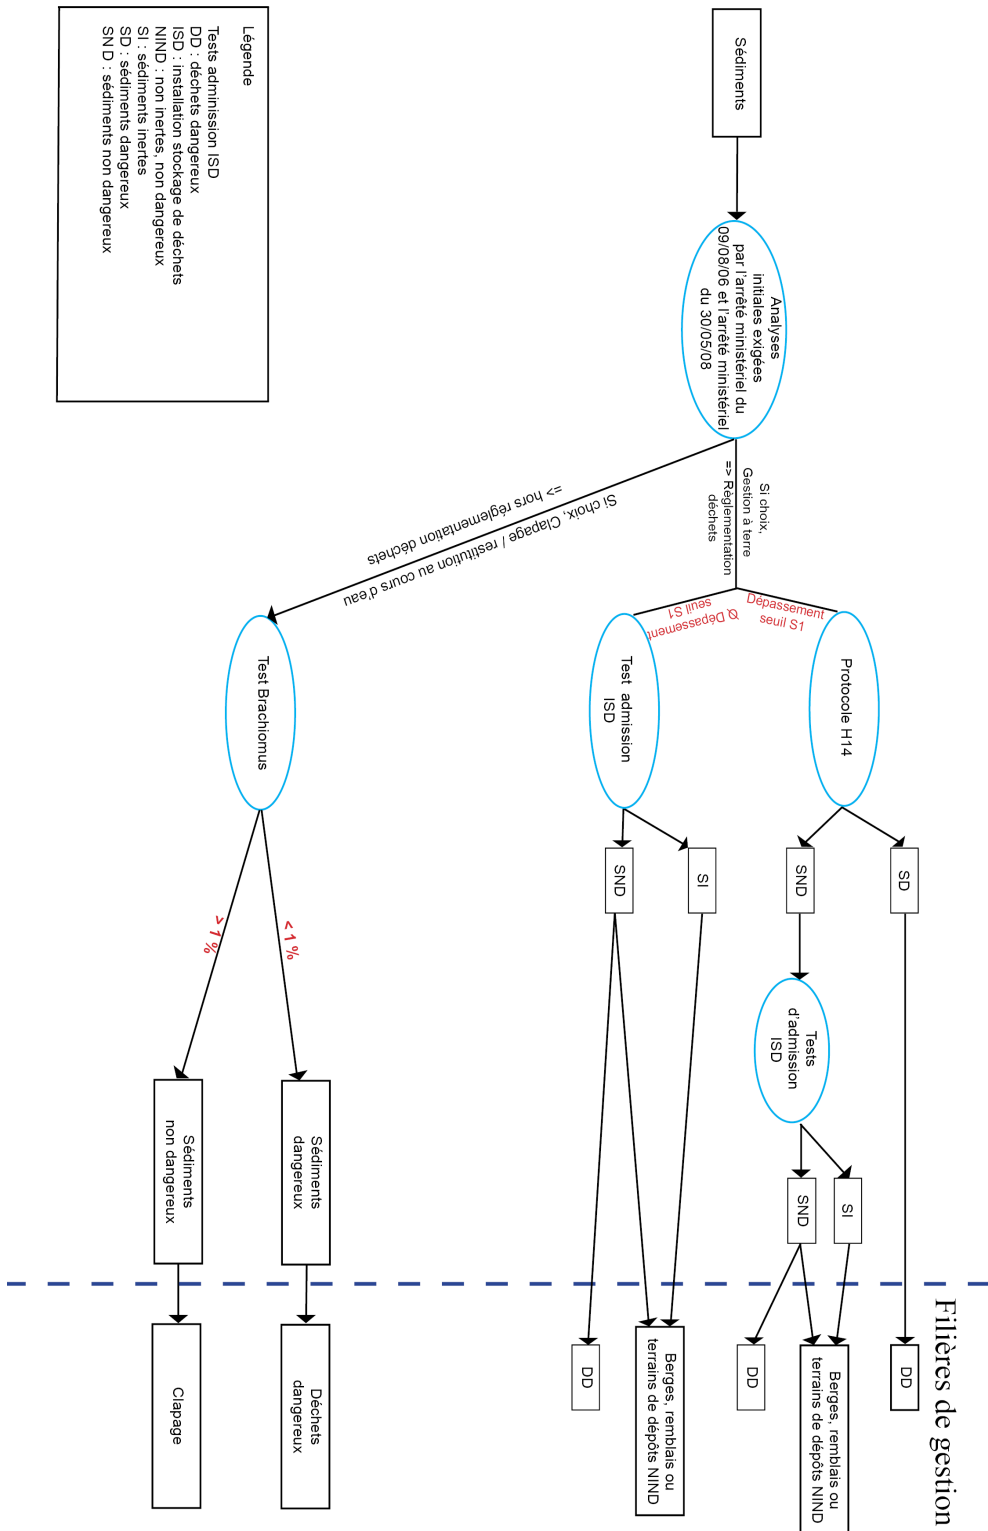 Filières de gestion
Sédiments
Analyses
initiales exigées
par l'arrêté ministériel du
09/08/06 et l'arrêté ministériel
du 30/05/08
Si choix,
Gestion à terre
=> Règlementation
déchets
Dépassement
seuil S1
Q Dépassement
seuil S1
Protocole H14
SD
DD
SND
Tests
d'admission
ISD
SI
SND
Berges, remblais ou
terrains de dépôts NIND
DD
Test admission
ISD
SI
SND
Berges, remblais ou
terrains de dépôts NIND
DD
Si choix, Clapage / restitution au cours d'eau
=> hors réglementation déchets
Test Brachiomus
< 1 %
> 1 %
Sédiments
dangereux
Déchets
dangereux
Sédiments
non dangereux
Clapage
Légende
Tests adminission ISD
DD : déchets dangereux
ISD : installation stockage de déchets
NIND : non inertes, non dangereux
SI : sédiments inertes
SD : sédiments dangereux
SN D : sédiments non dangereux